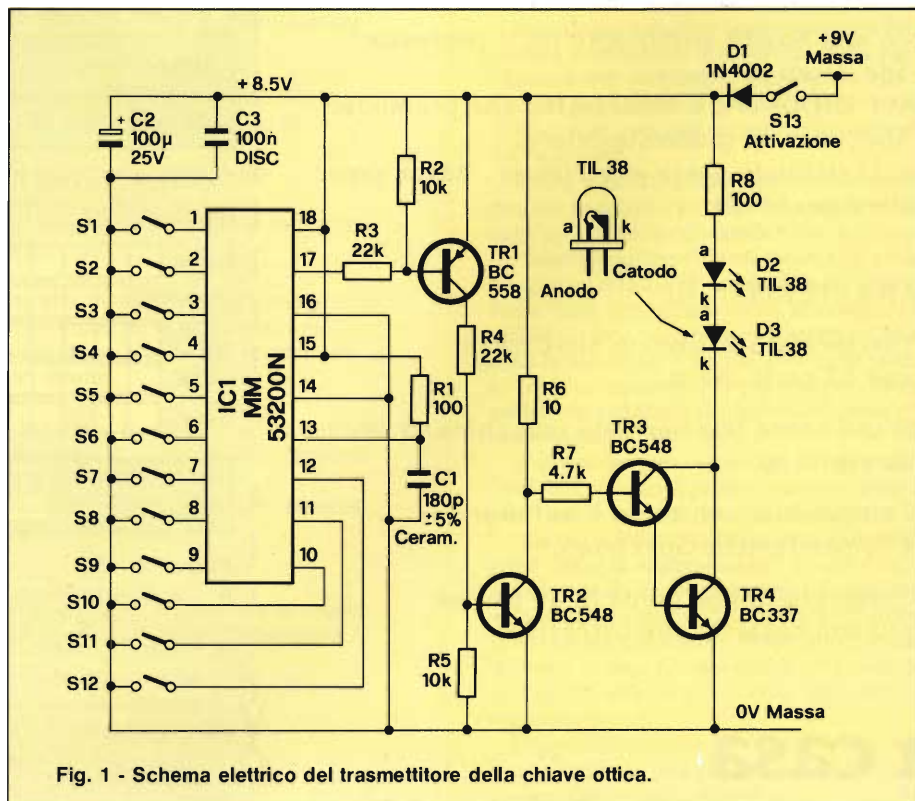 +9V
Massa
D1
1N4002
S13
Attivazione
+ 8.5V
+ C2
100µ
25V
C3
100n
DISC
R2
10k
R3
22k
TR1
BC
558
R4
22k
TIL 38
a k
Catodo
Anodo
R8
100
a
D2
TIL38
k
a
D3
TIL38
k
S1
S2
S3
S4
S5
S6
S7
S8
S9
S10
S11
S12
1
2
3
4
5
6
7
8
9
IC1
MM
53200N
18
17
16
15
14
13
12
11
10
R1
100
C1
180p
±5%
Ceram.
R6
10
R7
4.7k
TR3
BC548
TR2
BC548
TR4
BC337
R5
10k
0V Massa
Fig. 1 - Schema elettrico del trasmettitore della chiave ottica.